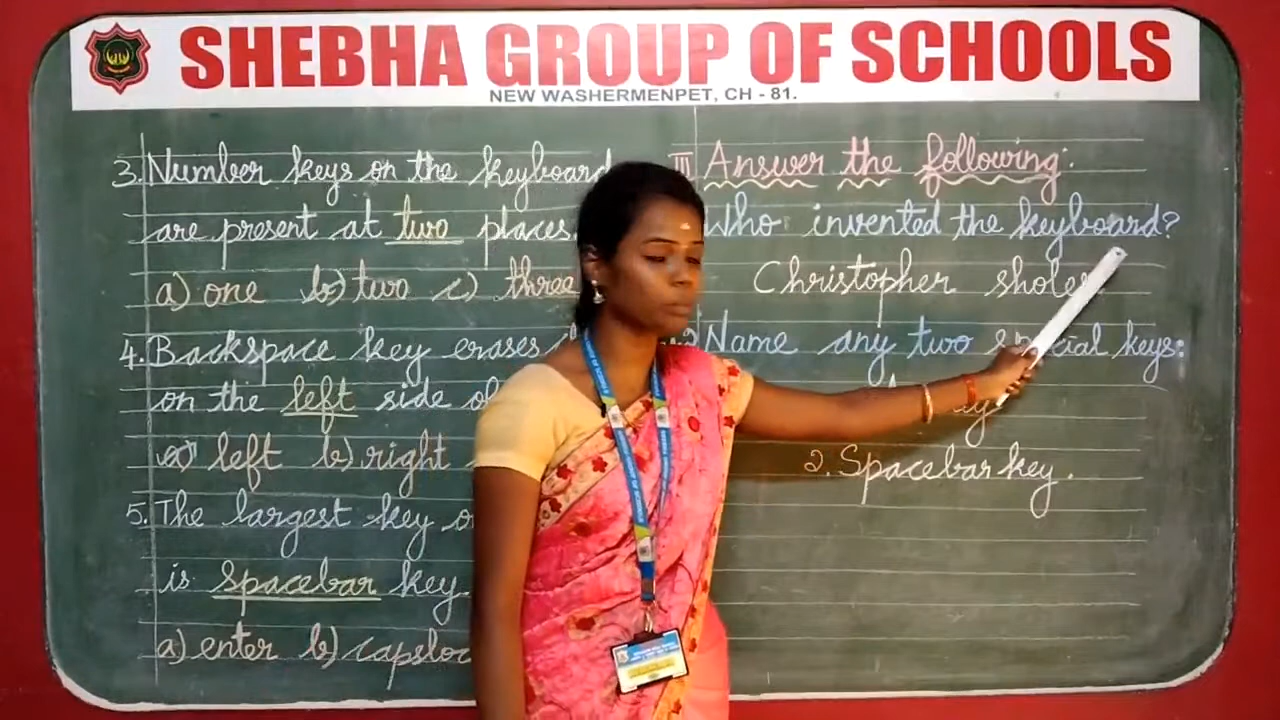 SHEBHA GROUP OF SCHOOLS
NEW WASHERMENPET, CH - 81.
3. Number keys on the keyboard
are present at two places.
a) one b) two c) three
4. Backspace key erases
on the left side of
a) left b) right
5. The largest key
is spacebar key.
a) enter b)
III Answer the following:
Who invented the keyboard?
Christopher
2 Name any two special keys:
2. Spacebar key.